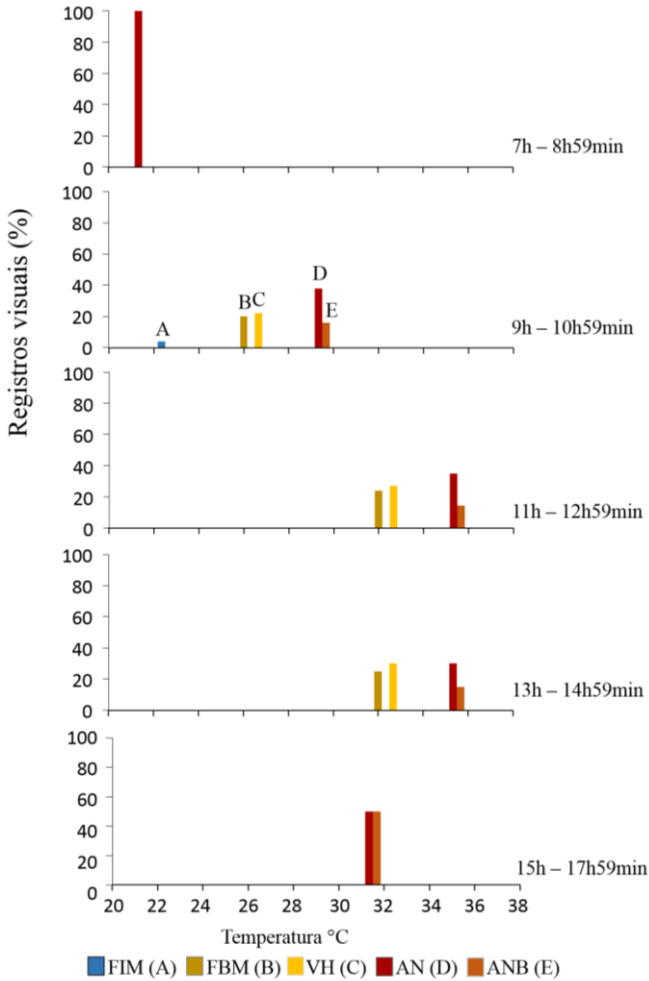 Registros visuais (%)
100
80
60
40
20
0
7h – 8h59min
100
80
60
40
20
0
A
B C
D
E
9h – 10h59min
100
80
60
40
20
0
11h – 12h59min
100
80
60
40
20
0
13h – 14h59min
100
80
60
40
20
0
15h – 17h59min
20 22 24 26 28 30 32 34 36 38
Temperatura °C
FIM (A) FBM (B) VH (C) AN (D) ANB (E)